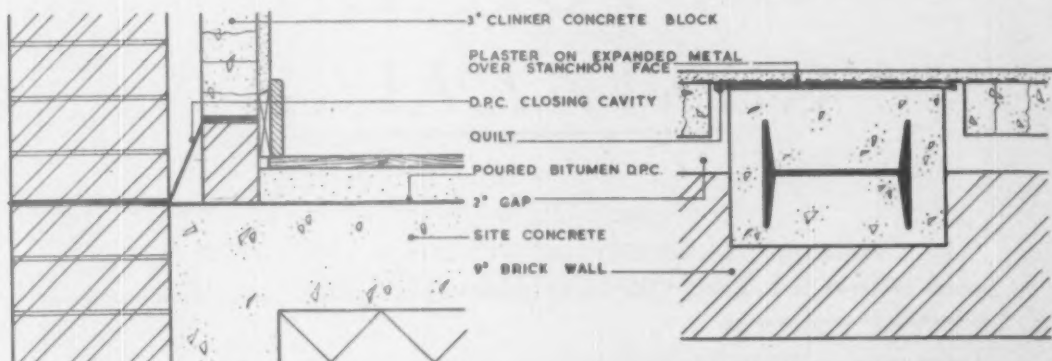 3" CLINKER CONCRETE BLOCK
PLASTER ON EXPANDED METAL
OVER STANCHION FACE
D.P.C. CLOSING CAVITY
QUILT
POURED BITUMEN D.P.C.
2" GAP
SITE CONCRETE
9" BRICK WALL